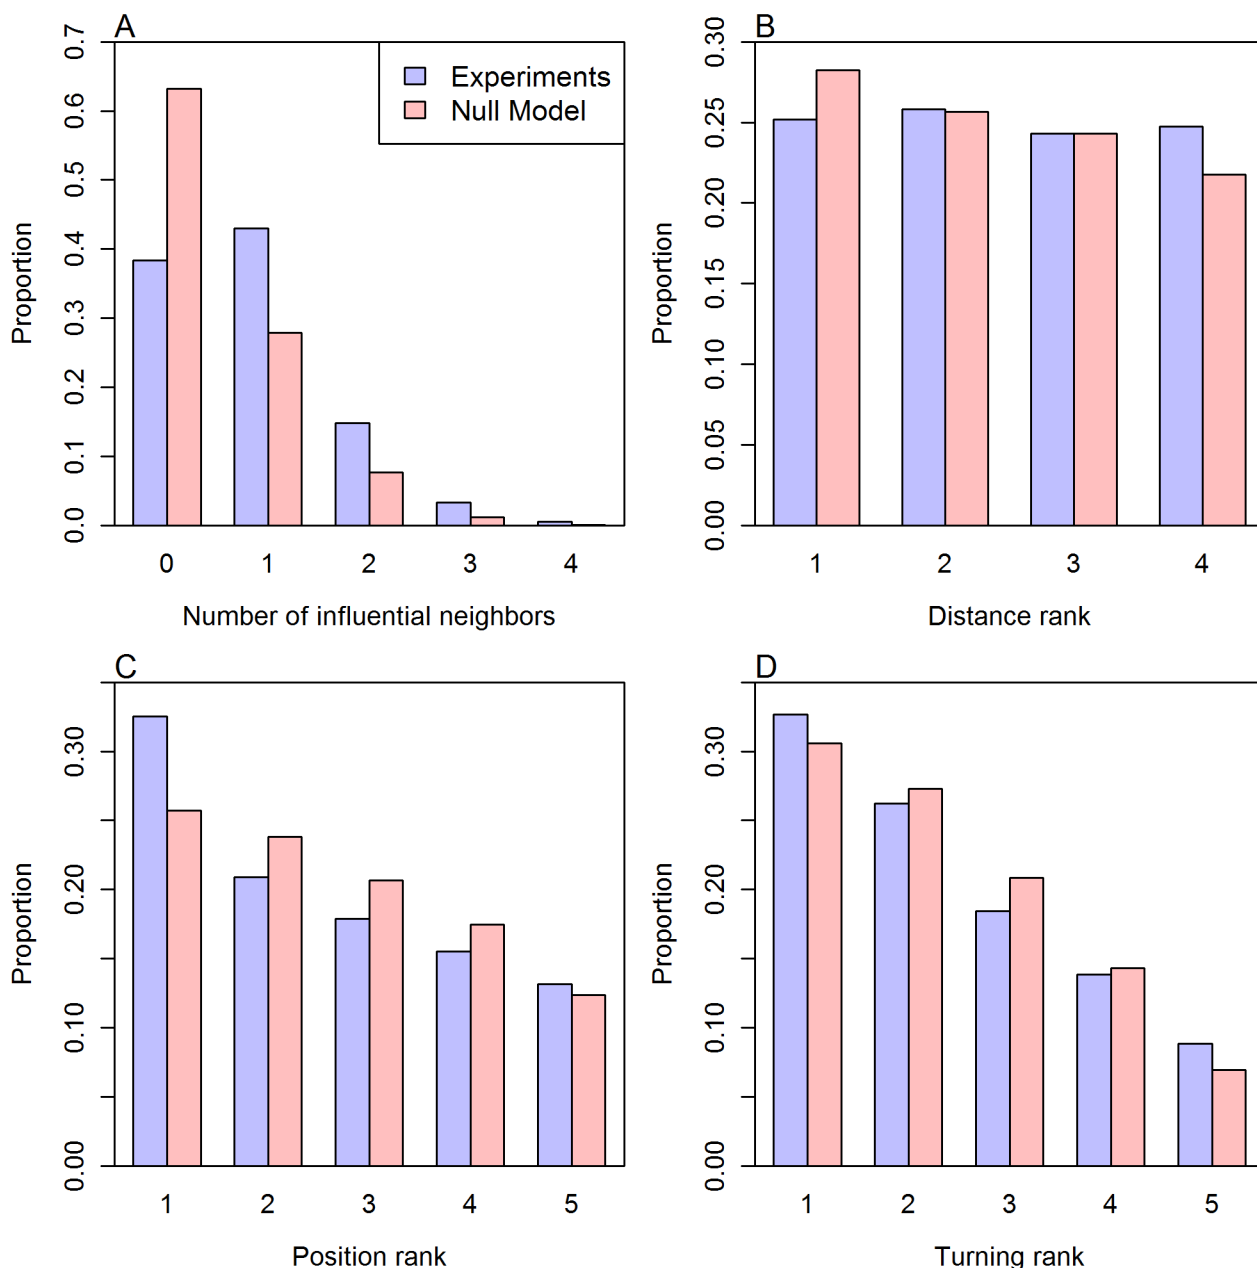 A
Proportion
0.0 0.1 0.2 0.3 0.4 0.5 0.6 0.7
Experiments
Null Model
0 1 2 3 4
Number of influential neighbors
B
Proportion
0.00 0.05 0.10 0.15 0.20 0.25 0.30
1 2 3 4
Distance rank
C
Proportion
0.00 0.10 0.20 0.30
1 2 3 4 5
Position rank
D
Proportion
0.00 0.10 0.20 0.30
1 2 3 4 5
Turning rank